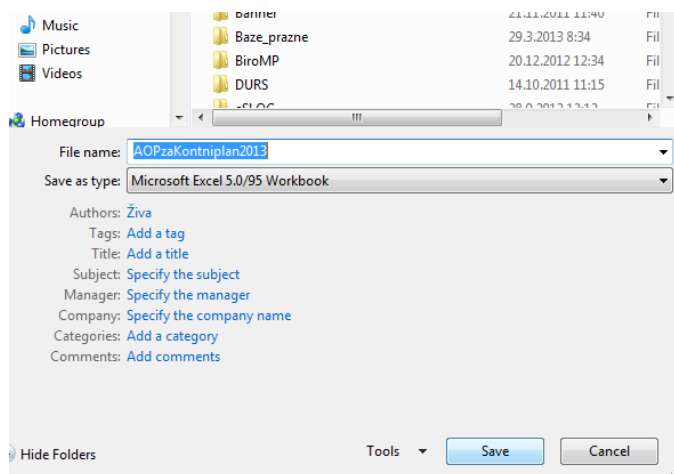 Banner 21.11.2011 11:40 Fil
Music
Baze_prazne 29.3.2013 8:34 Fil
Pictures
BiroMP 20.12.2012 12:34 Fil
Videos
DURS 14.10.2011 11:15 Fil
Homegroup
File name: AOPzaKontniplan2013
Save as type: Microsoft Excel 5.0/95 Workbook
Authors: Živa
Tags: Add a tag
Title: Add a title
Subject: Specify the subject
Manager: Specify the manager
Company: Specify the company name
Categories: Add a category
Comments: Add comments
Hide Folders Tools Save Cancel